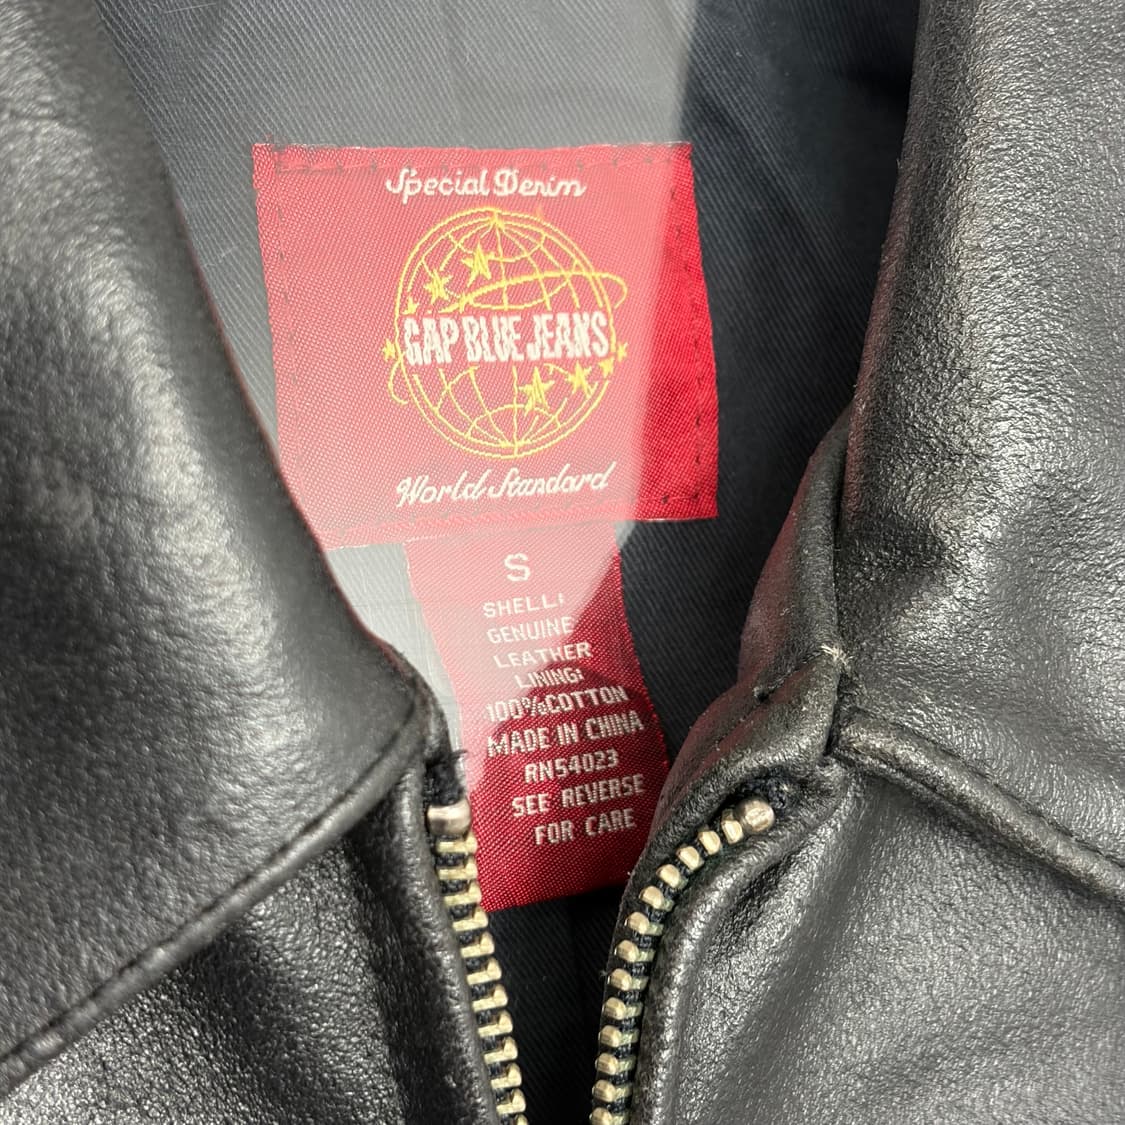 Special Denim
GAP BLUE JEANS
World Standard
S
SHELL:
GENUINE
LEATHER
LINING:
100%COTTON
MADE IN CHINA
RN54023
SEE REVERSE
FOR CARE